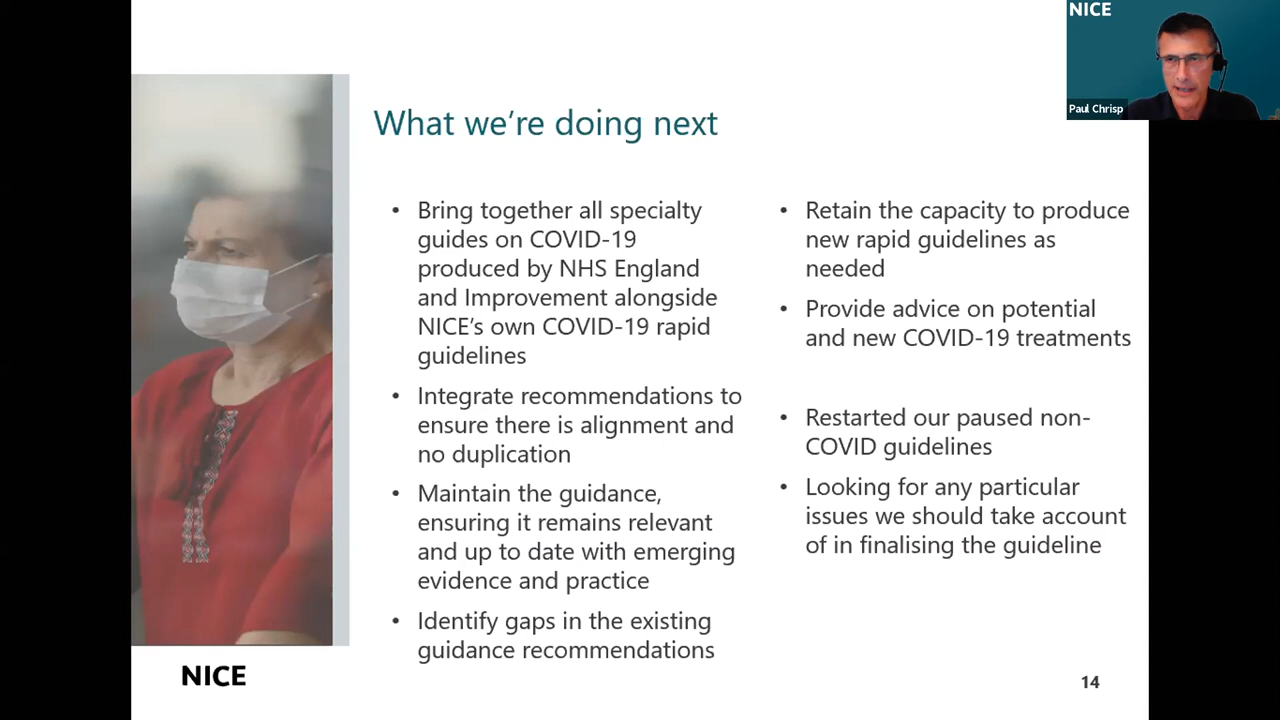 NICE
Paul Chrisp
What we're doing next
• Bring together all specialty
guides on COVID-19
produced by NHS England
and Improvement alongside
NICE's own COVID-19 rapid
guidelines
• Integrate recommendations to
ensure there is alignment and
no duplication
• Maintain the guidance,
ensuring it remains relevant
and up to date with emerging
evidence and practice
• Identify gaps in the existing
guidance recommendations
• Retain the capacity to produce
new rapid guidelines as
needed
• Provide advice on potential
and new COVID-19 treatments
• Restarted our paused non-
COVID guidelines
• Looking for any particular
issues we should take account
of in finalising the guideline
NICE
14